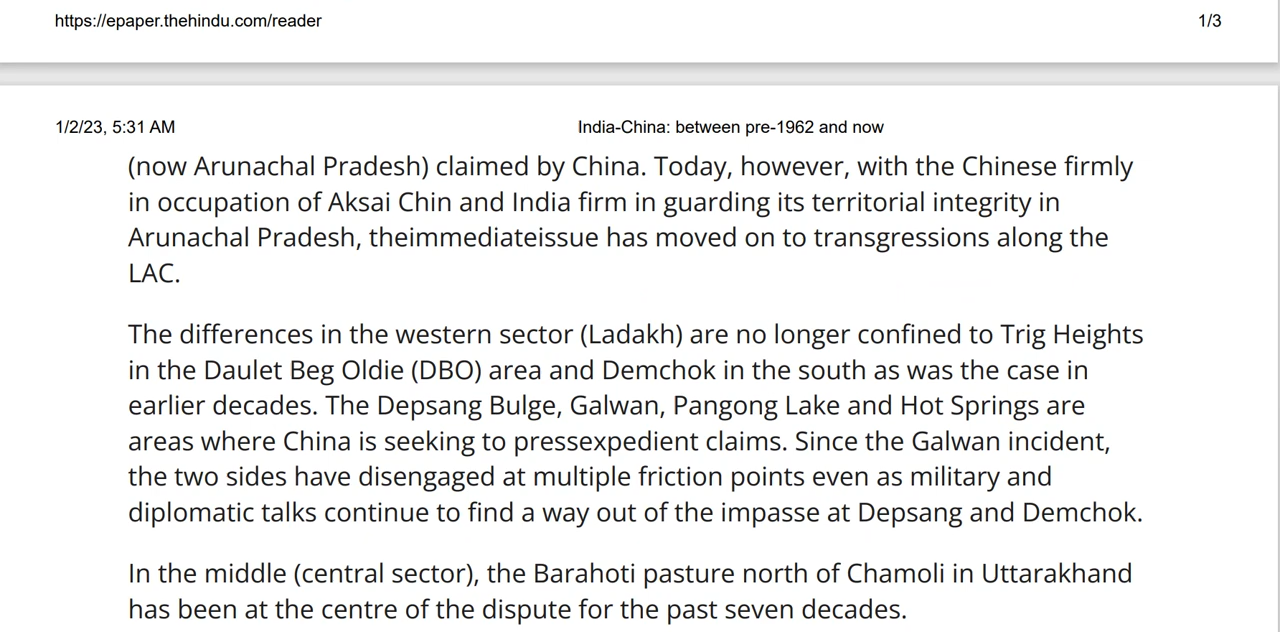 https://epaper.thehindu.com/reader 1/3
1/2/23, 5:31 AM India-China: between pre-1962 and now
(now Arunachal Pradesh) claimed by China. Today, however, with the Chinese firmly
in occupation of Aksai Chin and India firm in guarding its territorial integrity in
Arunachal Pradesh, theimmediateissue has moved on to transgressions along the
LAC.
The differences in the western sector (Ladakh) are no longer confined to Trig Heights
in the Daulet Beg Oldie (DBO) area and Demchok in the south as was the case in
earlier decades. The Depsang Bulge, Galwan, Pangong Lake and Hot Springs are
areas where China is seeking to pressexpedient claims. Since the Galwan incident,
the two sides have disengaged at multiple friction points even as military and
diplomatic talks continue to find a way out of the impasse at Depsang and Demchok.
In the middle (central sector), the Barahoti pasture north of Chamoli in Uttarakhand
has been at the centre of the dispute for the past seven decades.